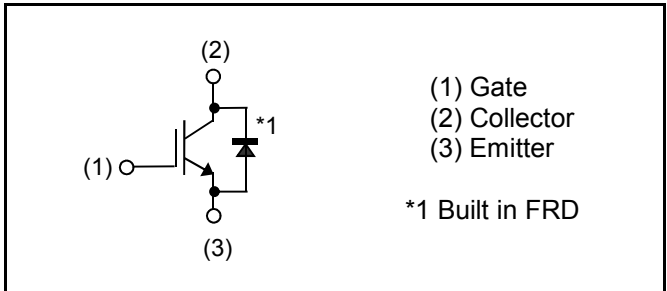 (2)
*1
(1)
(3)
(1) Gate
(2) Collector
(3) Emitter
*1 Built in FRD